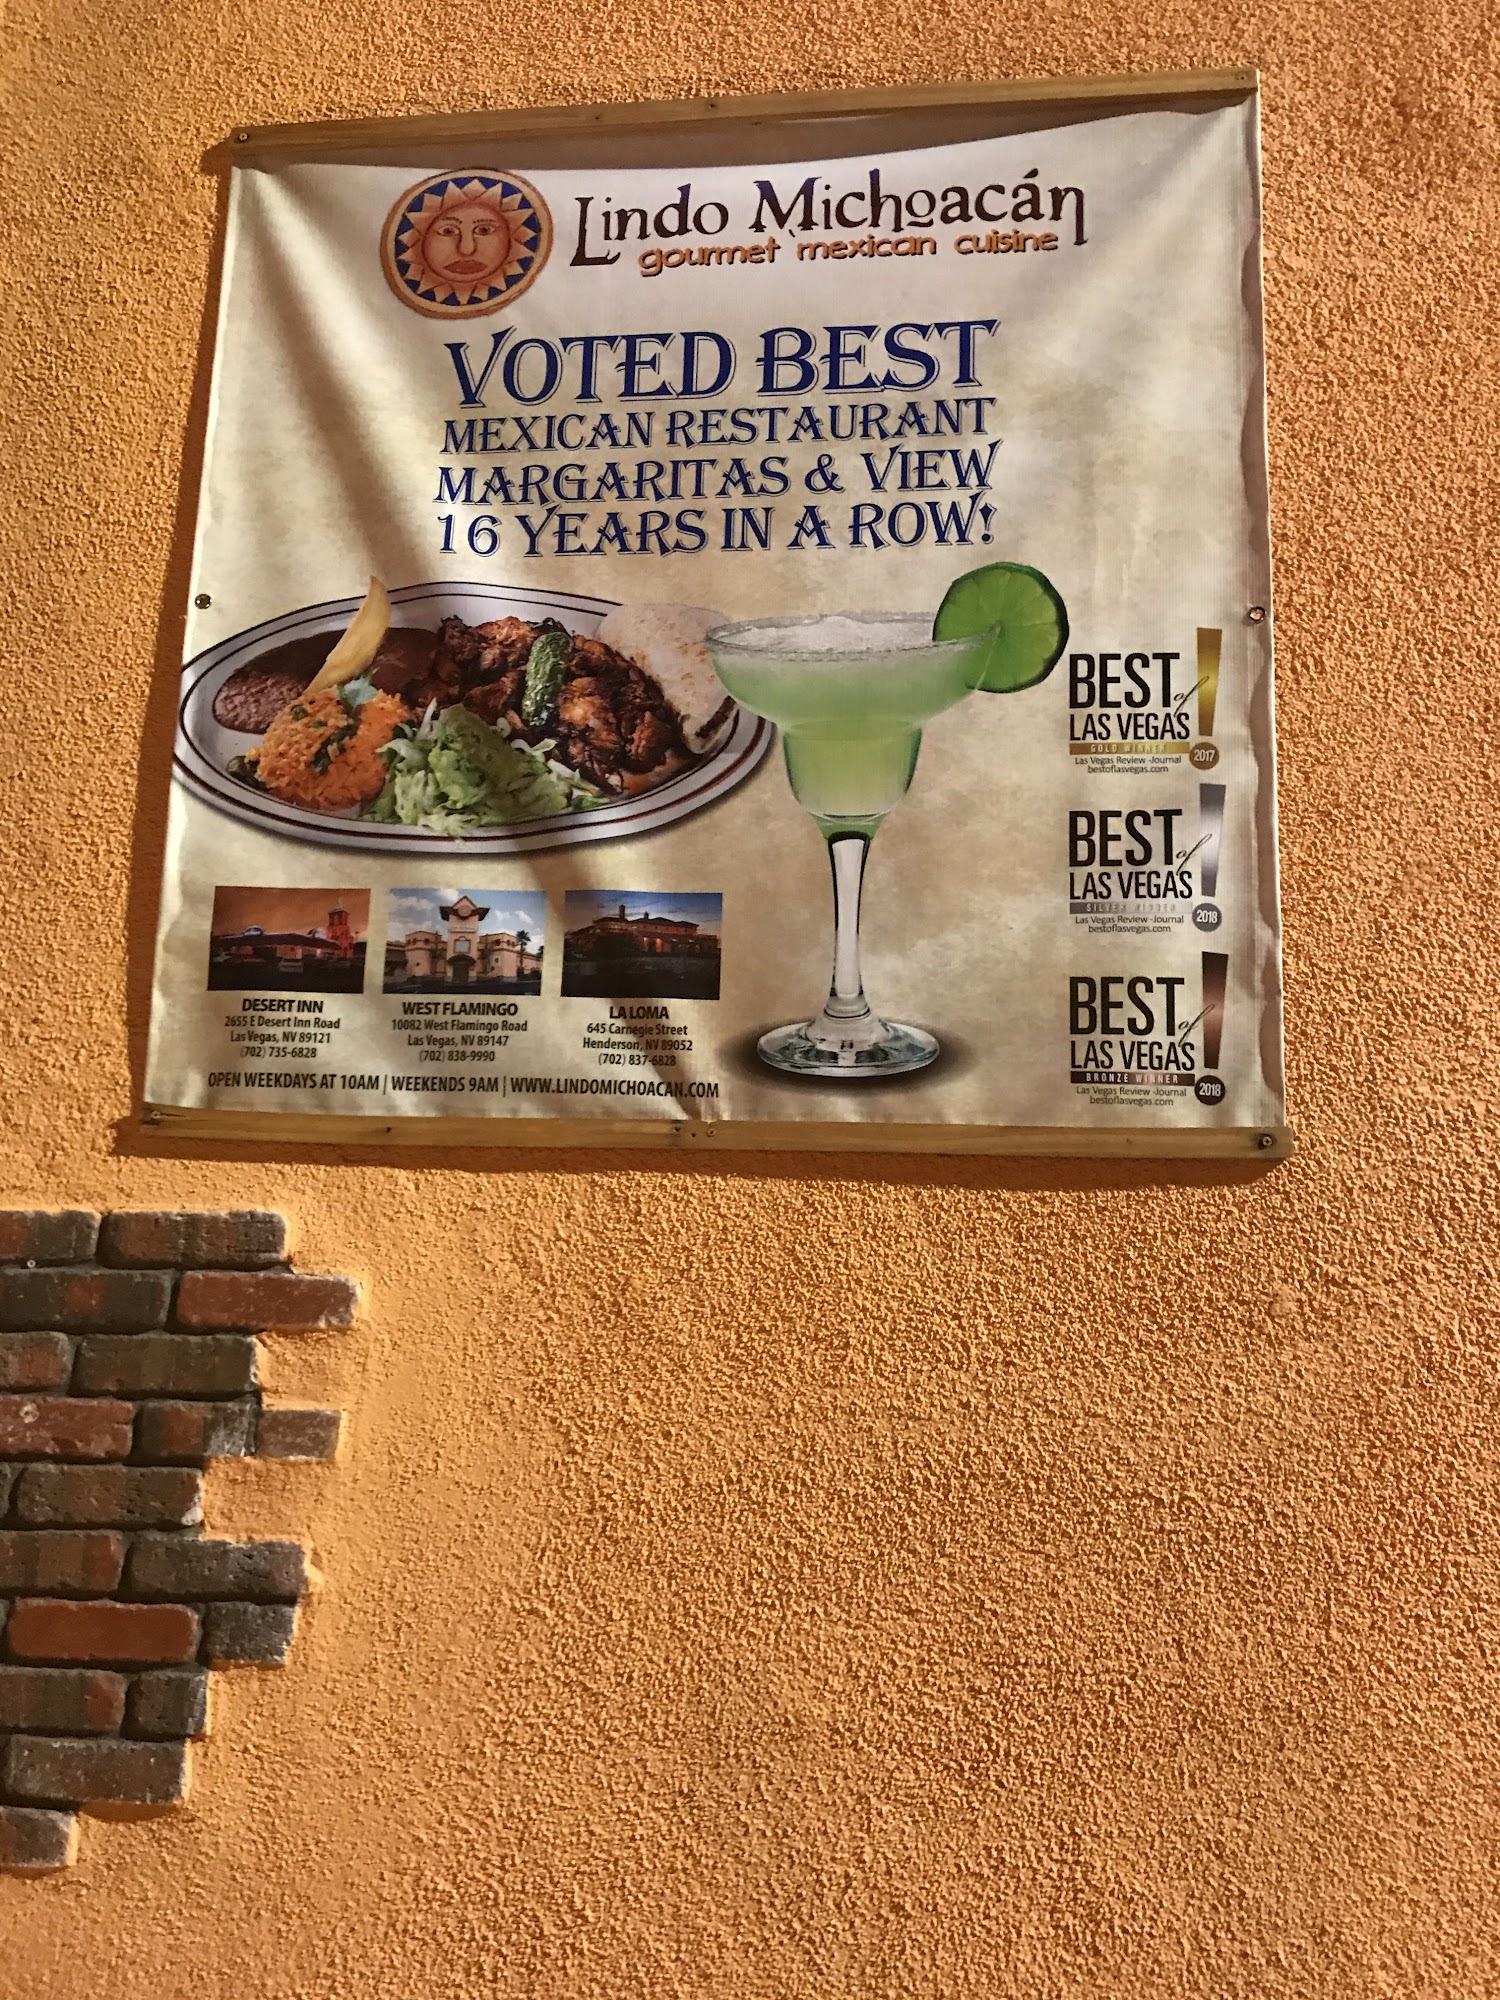 Lindo Michoacán
gourmet mexican cuisine
VOTED BEST
MEXICAN RESTAURANT
MARGARITAS & VIEW
16 YEARS IN A ROW!
BEST of
LAS VEGAS
GOLD WINNER
Las Vegas Review-Journal
bestoflasvegas.com
2017
BEST of
LAS VEGAS
SILVER WINNER
Las Vegas Review-Journal
bestoflasvegas.com
2018
BEST of
LAS VEGAS
BRONZE WINNER
Las Vegas Review-Journal
bestoflasvegas.com
2018
DESERT INN
2655 E Desert Inn Road
Las Vegas, NV 89121
(702) 735-6828
WEST FLAMINGO
10082 West Flamingo Road
Las Vegas, NV 89147
(702) 838-9990
LA LOMA
645 Carnegie Street
Henderson, NV 89052
(702) 837-6828
OPEN WEEKDAYS AT 10AM | WEEKENDS 9AM | WWW.LINDOMICHOACAN.COM